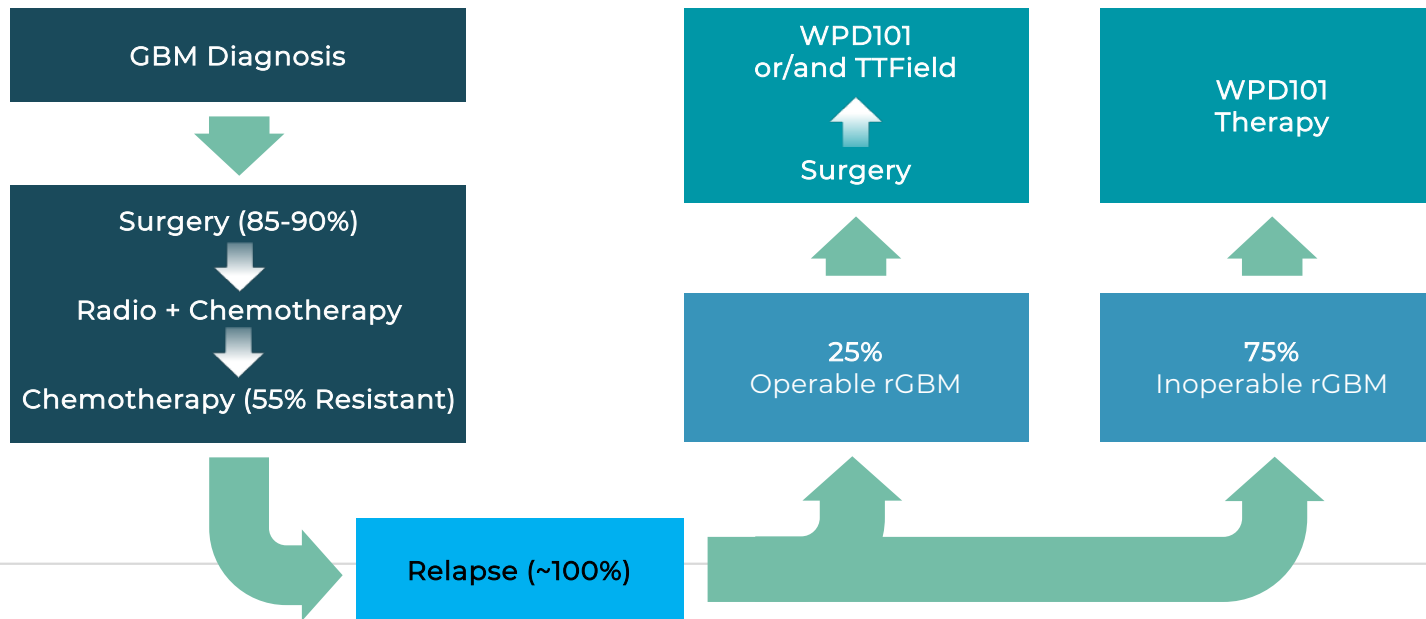 GBM Diagnosis
Surgery (85-90%)
Radio + Chemotherapy
Chemotherapy (55% Resistant)
Relapse (~100%)
25%
Operable rGBM
WPD101
or/and TTField
Surgery
75%
Inoperable rGBM
WPD101
Therapy